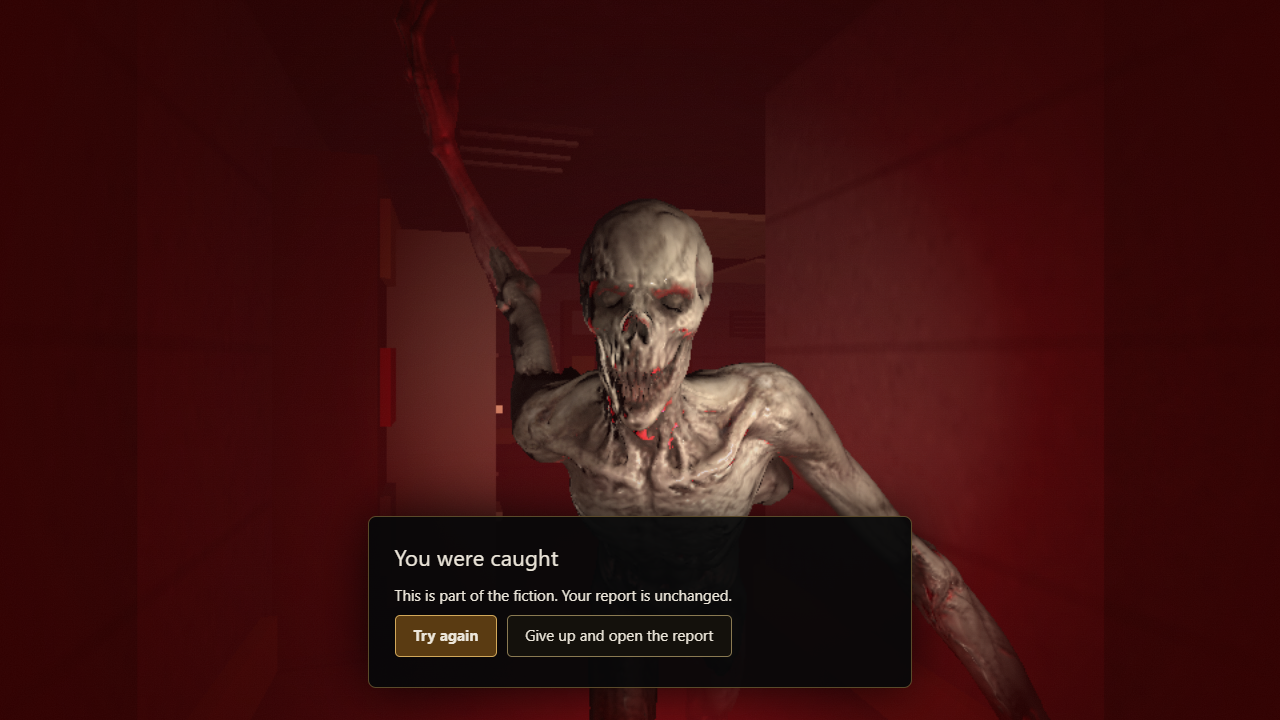 You were caught
This is part of the fiction. Your report is unchanged.
Try again
Give up and open the report